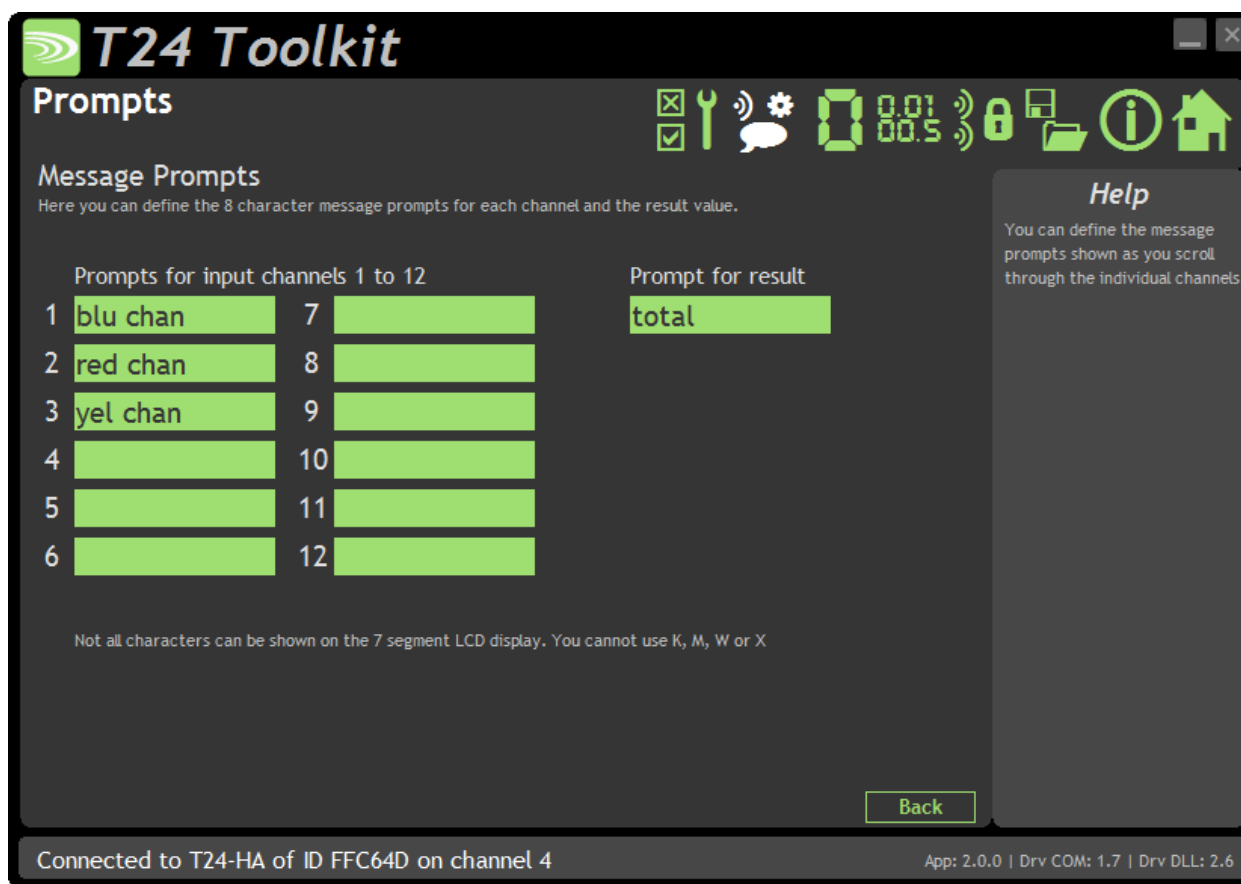 T24 Toolkit
Prompts
0.01
00.5
Message Prompts
Here you can define the 8 character message prompts for each channel and the result value.
Prompts for input channels 1 to 12
Prompt for result
1 blu chan 7
total
2 red chan 8
3 yel chan 9
4 10
5 11
6 12
Not all characters can be shown on the 7 segment LCD display. You cannot use K, M, W or X
Back
Help
You can define the message
prompts shown as you scroll
through the individual channels
Connected to T24-HA of ID FFC64D on channel 4
App: 2.0.0 | Drv COM: 1.7 | Drv DLL: 2.6